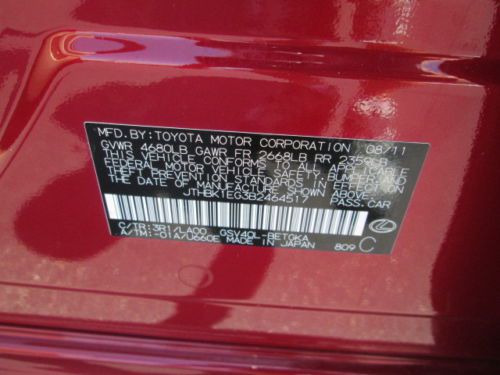 MFD.BY:TOYOTA MOTOR CORPORATION 08/11
GVWR 4680LB GAWR FR 2668LB RR 2359LB
THIS VEHICLE CONFORMS TO ALL APPLICABLE
FEDERAL MOTOR VEHICLE SAFETY, BUMPER, AND
THEFT PREVENTION STANDARDS IN EFFECT ON
THE DATE OF MANUFACTURE SHOWN ABOVE.
JTHBK1EG3B2464517 PASS.CAR
C/TR:3R1/LA00 GSV40L-BETGKA
A/TM:-01A/U660E MADE IN JAPAN 809 C